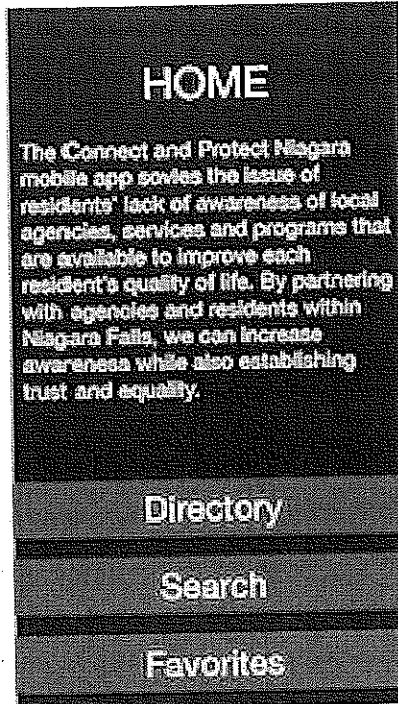 HOME
The Connect and Protect Niagara
mobile app sovles the issue of
residents' lack of awareness of local
agencies, services and programs that
are available to improve each
resident's quality of life. By partnering
with agencies and residents within
Niagara Falls, we can increase
awareness while also establishing
trust and equality.
Directory
Search
Favorites